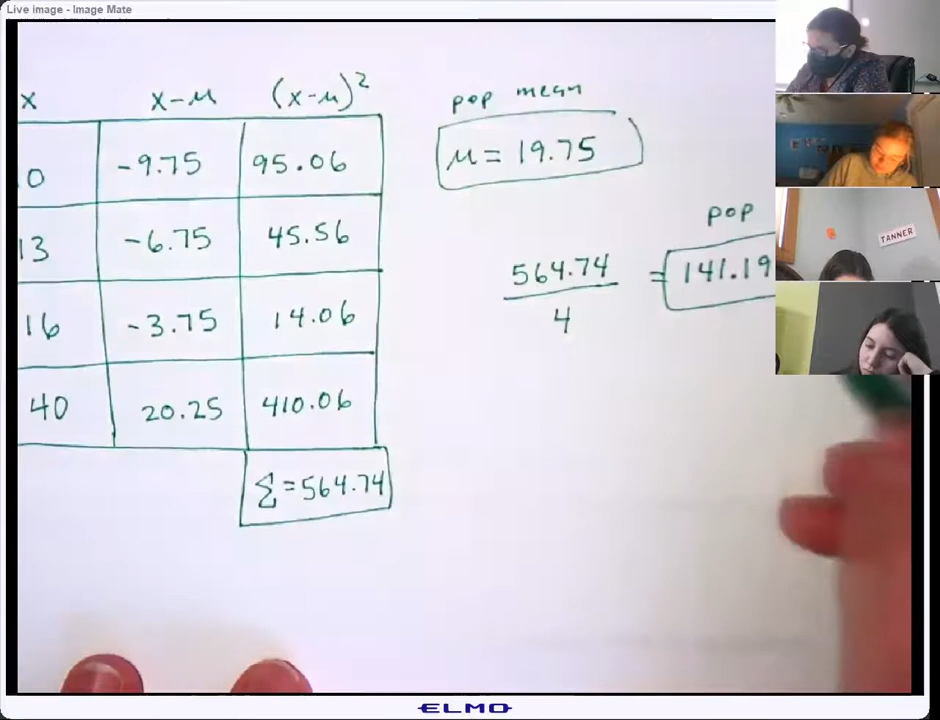 Live image - Image Mate
x x-μ (x-μ)² pop mean
0 -9.75 95.06 μ = 19.75
13 -6.75 45.56 pop
564.74 / 4 = 141.19
16 -3.75 14.06
40 20.25 410.06
Σ = 564.74
TANNER
ELMO